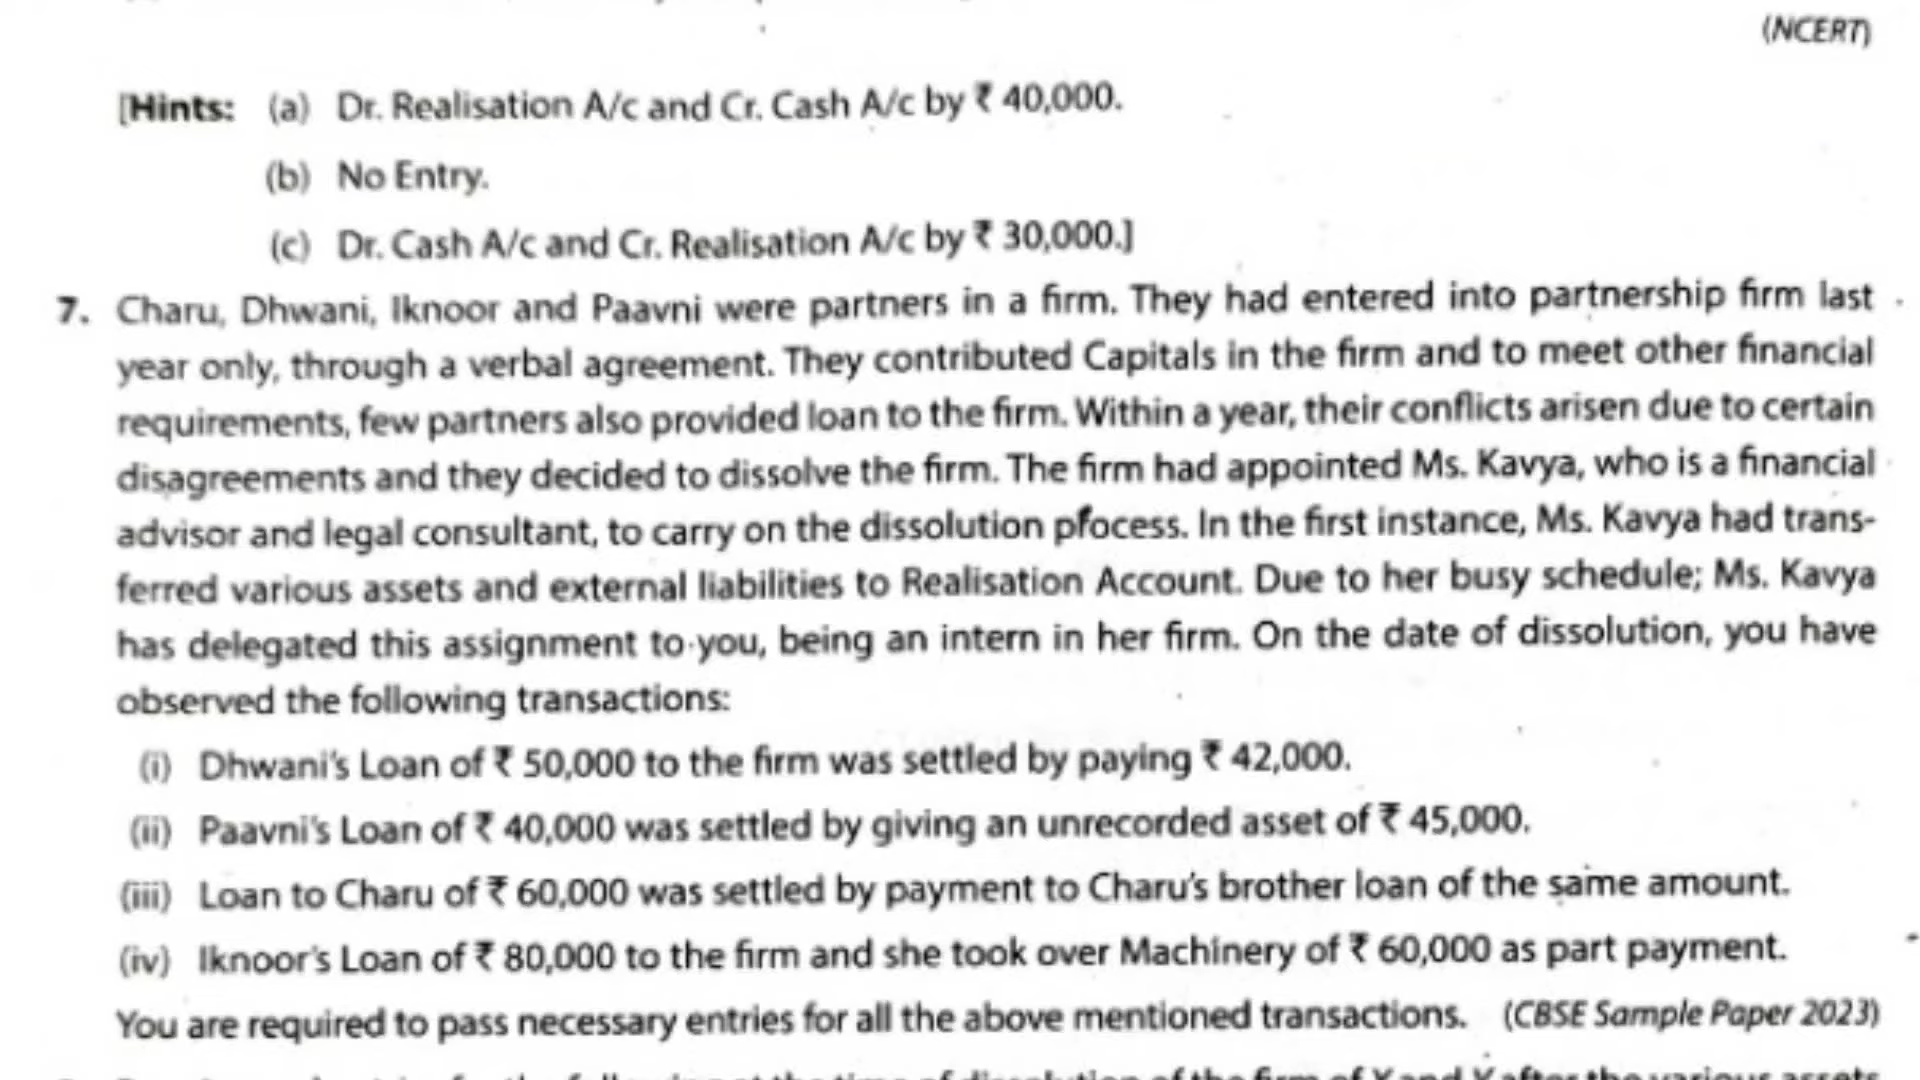 (NCERT)
[Hints: (a) Dr. Realisation A/c and Cr. Cash A/c by ₹ 40,000.
(b) No Entry.
(c) Dr. Cash A/c and Cr. Realisation A/c by ₹ 30,000.]
7. Charu, Dhwani, Iknoor and Paavni were partners in a firm. They had entered into partnership firm last
year only, through a verbal agreement. They contributed Capitals in the firm and to meet other financial
requirements, few partners also provided loan to the firm. Within a year, their conflicts arisen due to certain
disagreements and they decided to dissolve the firm. The firm had appointed Ms. Kavya, who is a financial
advisor and legal consultant, to carry on the dissolution process. In the first instance, Ms. Kavya had trans-
ferred various assets and external liabilities to Realisation Account. Due to her busy schedule; Ms. Kavya
has delegated this assignment to you, being an intern in her firm. On the date of dissolution, you have
observed the following transactions:
(i) Dhwani's Loan of ₹ 50,000 to the firm was settled by paying ₹ 42,000.
(ii) Paavni's Loan of ₹ 40,000 was settled by giving an unrecorded asset of ₹ 45,000.
(iii) Loan to Charu of ₹ 60,000 was settled by payment to Charu's brother loan of the same amount.
(iv) Iknoor's Loan of ₹ 80,000 to the firm and she took over Machinery of ₹ 60,000 as part payment.
You are required to pass necessary entries for all the above mentioned transactions. (CBSE Sample Paper 2023)
of dissolution of the firm of X and Y after the various assets